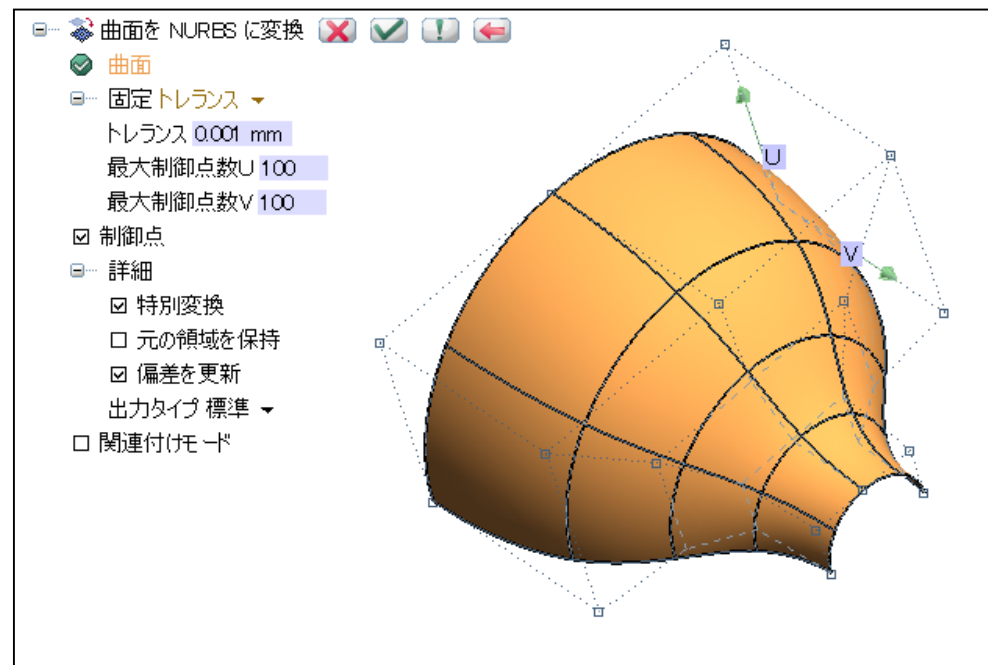 曲面を NURBS に変換
曲面
固定 トレランス
トレランス 0.001 mm
最大制御点数U 100
最大制御点数V 100
制御点
詳細
特別変換
元の領域を保持
偏差を更新
出力タイプ 標準
関連付けモード
U
V